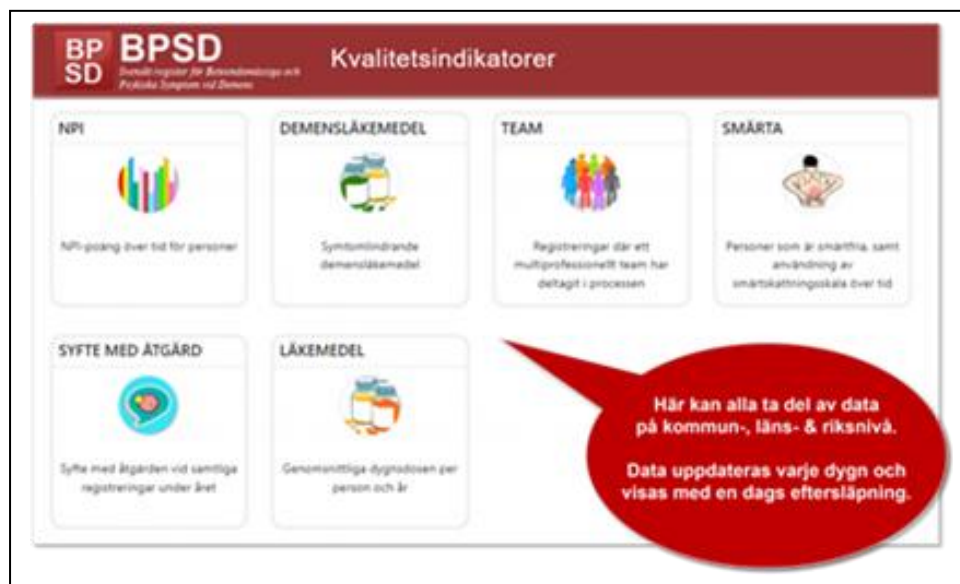 BP
SD
BPSD
Svenskt register för Beteendemässiga och
Psykiska Symptom vid Demens
Kvalitetsindikatorer
NPI
DEMENSLÄKEMEDEL
TEAM
SMÄRTA
NPI-poäng över tid för personer
Symtomlindrande
demensläkemedel
Registreringar där ett
multiprofessionellt team har
deltagit i processen
Personer som är smärtfria, samt
användning av
smärtskattningsskala över tid
SYFTE MED ÅTGÄRD
LÄKEMEDEL
Syfte med åtgärden vid samtliga
registreringar under året
Genomsnittliga dygnsdosen per
person och år
Här kan alla ta del av data
på kommun-, läns- & riksnivå.
Data uppdateras varje dygn och
visas med en dags eftersläpning.